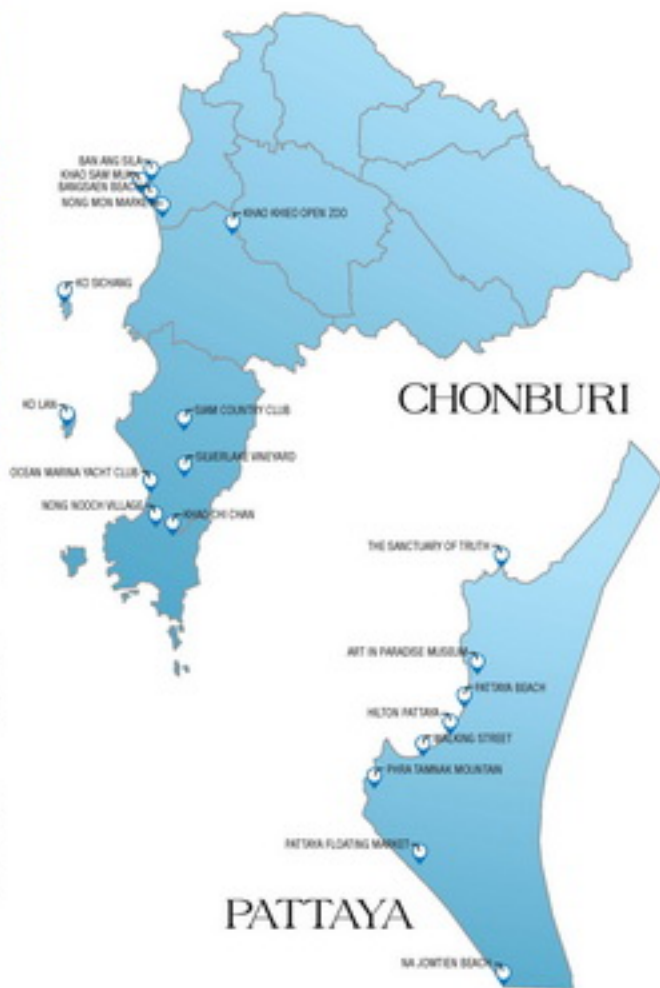 BAN ANG SILA
KHAO SAM MUK
BANGSAEN BEACH
NONG MON MARKET
KHAO KHIEO OPEN ZOO
KO SICHANG
CHONBURI
KO LAN
SIAM COUNTRY CLUB
SILVERLAKE VINEYARD
OCEAN MARINA YACHT CLUB
NONG NOOCH VILLAGE
KHAO CHI CHAN
THE SANCTUARY OF TRUTH
ART IN PARADISE MUSEUM
PATTAYA BEACH
HILTON PATTAYA
WALKING STREET
PHRA TAMNAK MOUNTAIN
PATTAYA FLOATING MARKET
PATTAYA
NA JOMTIEN BEACH